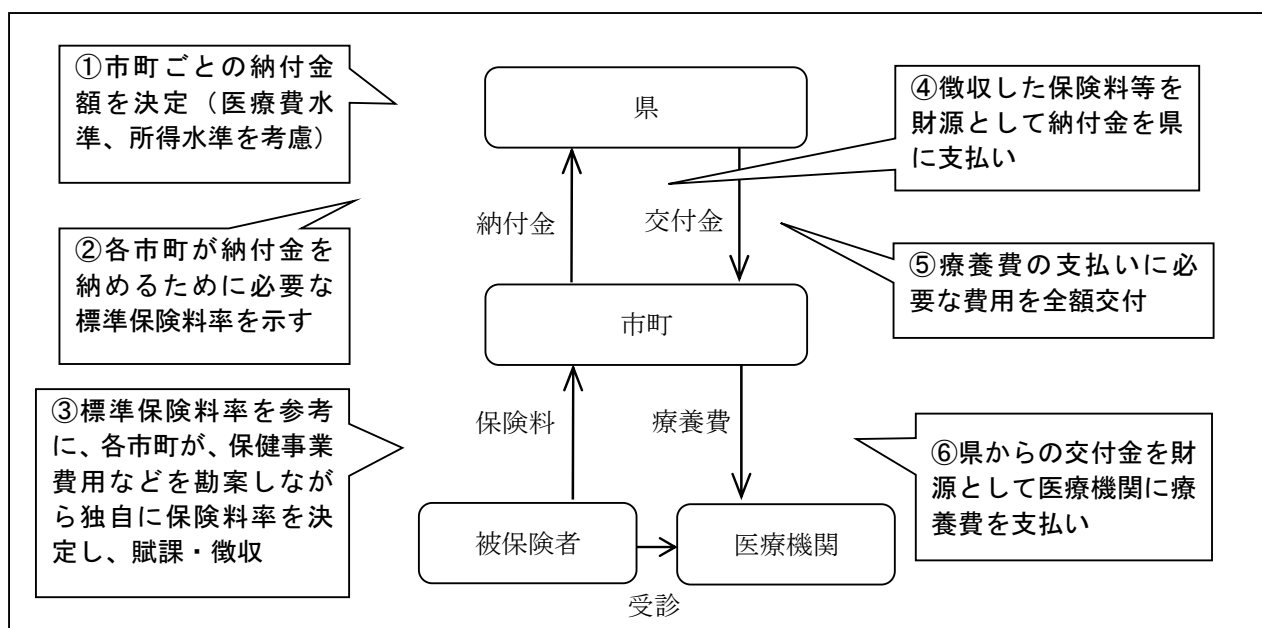 ①市町ごとの納付金
額を決定(医療費水
準、所得水準を考慮)
県
④徴収した保険料等を
財源として納付金を県
に支払い
納付金
交付金
②各市町が納付金を
納めるために必要な
標準保険料率を示す
⑤療養費の支払いに必
要な費用を全額交付
市町
③標準保険料率を参考
に、各市町が、保健事業
費用などを勘案しなが
ら独自に保険料率を決
定し、賦課・徴収
保険料
療養費
⑥県からの交付金を財
源として医療機関に療
養費を支払い
被保険者
医療機関
受診